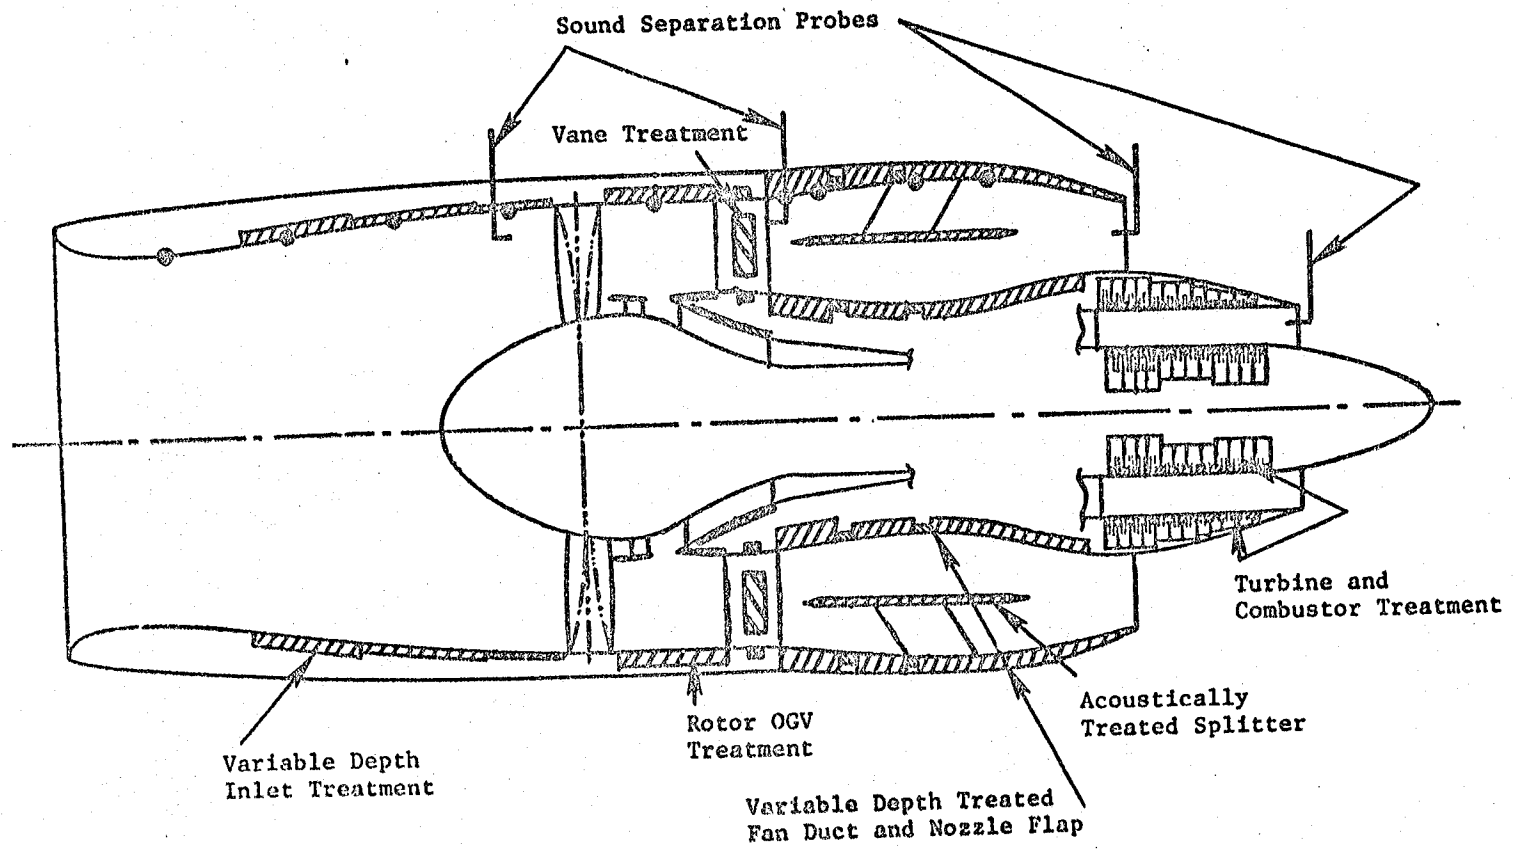 Sound Separation Probes
Vane Treatment
Turbine and
Combustor Treatment
Acoustically
Treated Splitter
Rotor OGV
Treatment
Variable Depth
Inlet Treatment
Variable Depth Treated
Fan Duct and Nozzle Flap